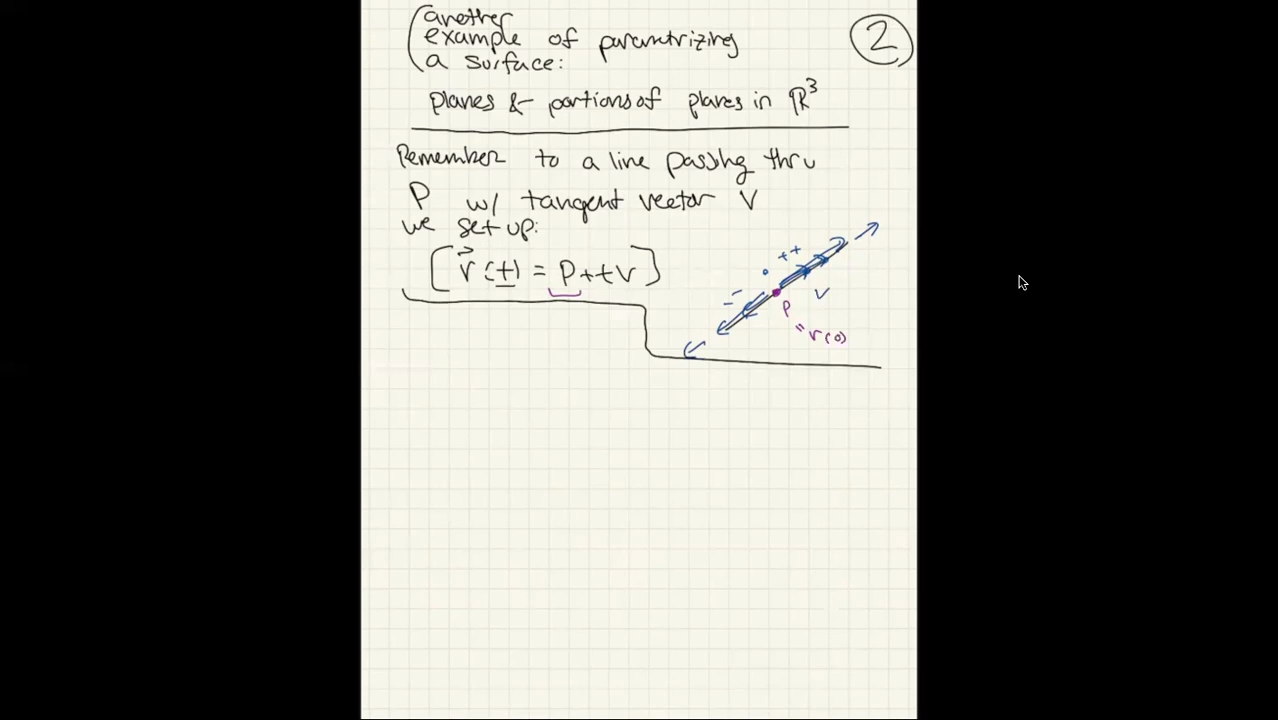 another
example of parametrizing
a surface:
2
planes & portions of planes in ℝ³
Remember to a line passing thru
P w/ tangent vector V
we set up:
[ r⃗(t) = P + tV ]
++
-- 
V
P
= r(0)